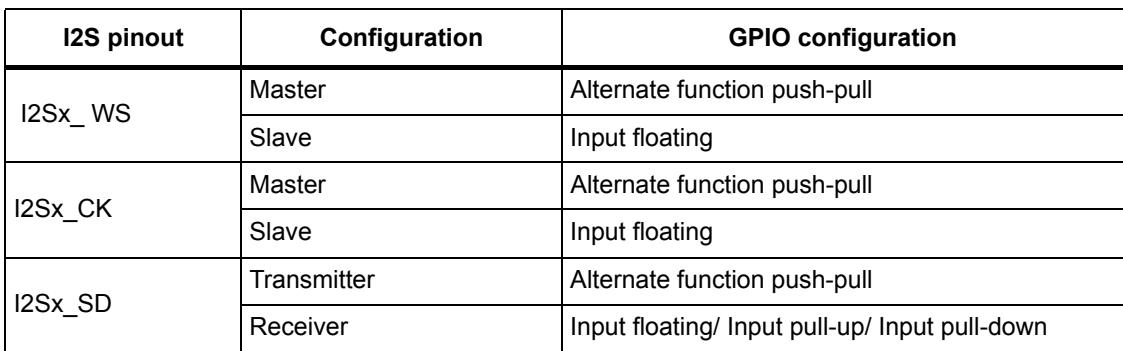 I2S pinout Configuration GPIO configuration
I2Sx_ WS
Master Alternate function push-pull
Slave Input floating
I2Sx_CK
Master Alternate function push-pull
Slave Input floating
I2Sx_SD
Transmitter Alternate function push-pull
Receiver Input floating/ Input pull-up/ Input pull-down